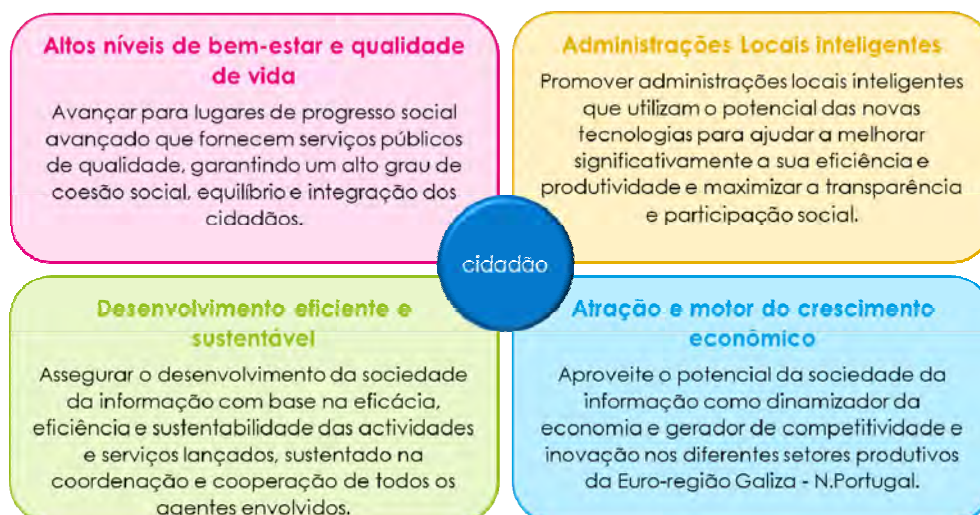 Altos níveis de bem-estar e qualidade
de vida
Avançar para lugares de progresso social
avançado que fornecem serviços públicos
de qualidade, garantindo um alto grau de
coesão social, equilíbrio e integração dos
cidadãos.
Administrações Locais inteligentes
Promover administrações locais inteligentes
que utilizam o potencial das novas
tecnologias para ajudar a melhorar
significativamente a sua eficiência e
produtividade e maximizar a transparência
e participação social.
cidadão
Desenvolvimento eficiente e
sustentável
Assegurar o desenvolvimento da sociedade
da informação com base na eficácia,
eficiência e sustentabilidade das actividades
e serviços lançados, sustentado na
coordenação e cooperação de todos os
agentes envolvidos.
Atração e motor do crescimento
econômico
Aproveite o potencial da sociedade da
informação como dinamizador da
economia e gerador de competitividade e
inovação nos diferentes setores produtivos
da Euro-região Galiza - N.Portugal.